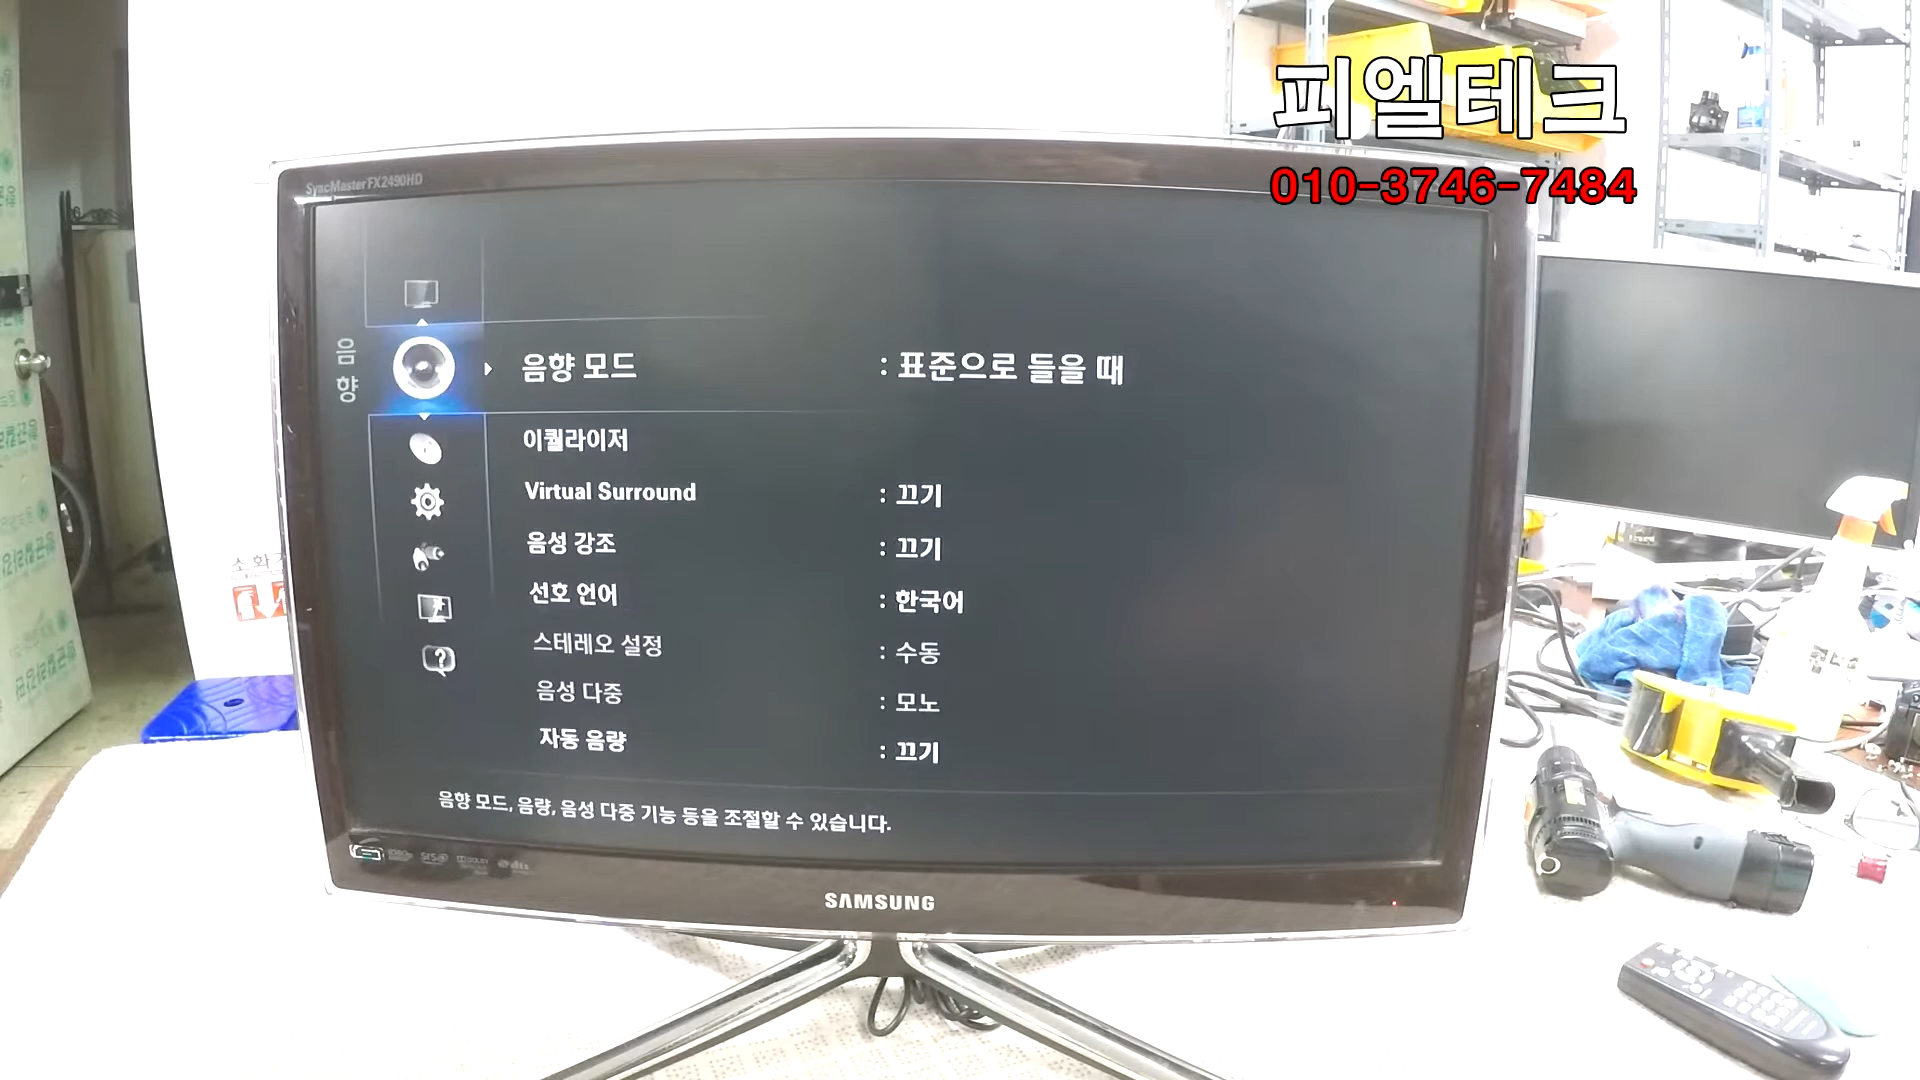 피엘테크
010-3746-7484
SyncMaster FX2490HD
음향
음향 모드 : 표준으로 들을 때
이퀄라이저
Virtual Surround : 끄기
음성 강조 : 끄기
선호 언어 : 한국어
스테레오 설정 : 수동
음성 다중 : 모노
자동 음량 : 끄기
음향 모드, 음량, 음성 다중 기능 등을 조절할 수 있습니다.
SAMSUNG